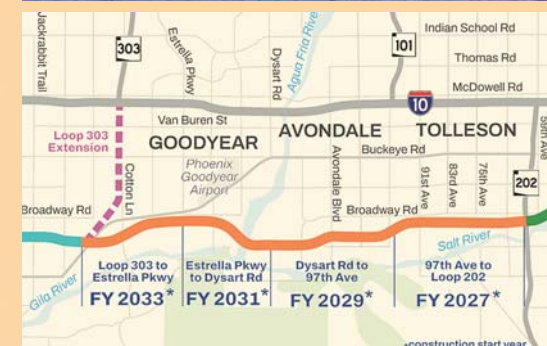 Jackrabbit Trail
303
Estrella Pkwy
Dysart Rd
Agua Fria River
101
Indian School Rd
Thomas Rd
McDowell Rd
10
Van Buren St
Loop 303
Extension
GOODYEAR
AVONDALE
TOLLESON
Buckeye Rd
Phoenix
Goodyear
Airport
Cotton Ln
Avondale Blvd
91st Ave
83rd Ave
75th Ave
59th Ave
202
Broadway Rd
Broadway Rd
Salt River
Gila River
Loop 303 to
Estrella Pkwy
FY 2033*
Estrella Pkwy
to Dysart Rd
FY 2031*
Dysart Rd to
97th Ave
FY 2029*
97th Ave to
Loop 202
FY 2027*
*construction start year